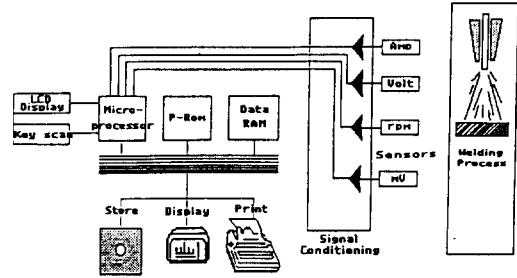 LCD
Display
Key scan
Micro-
processor
P-Rom
Data
RAM
Amp
Volt
rpm
Sensors
mV
Signal
Conditioning
Welding
Process
Store
Display
Print